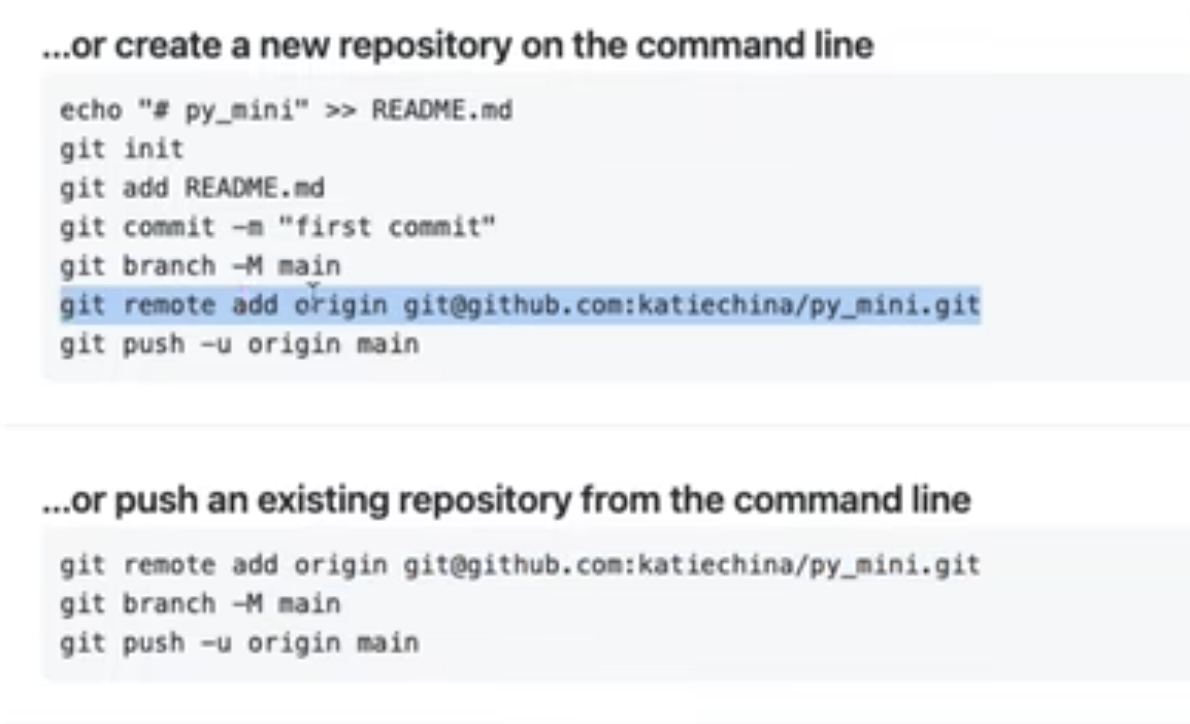 ...or create a new repository on the command line
echo "# py_mini" >> README.md
git init
git add README.md
git commit -m "first commit"
git branch -M main
git remote add origin git@github.com:katiechina/py_mini.git
git push -u origin main
...or push an existing repository from the command line
git remote add origin git@github.com:katiechina/py_mini.git
git branch -M main
git push -u origin main